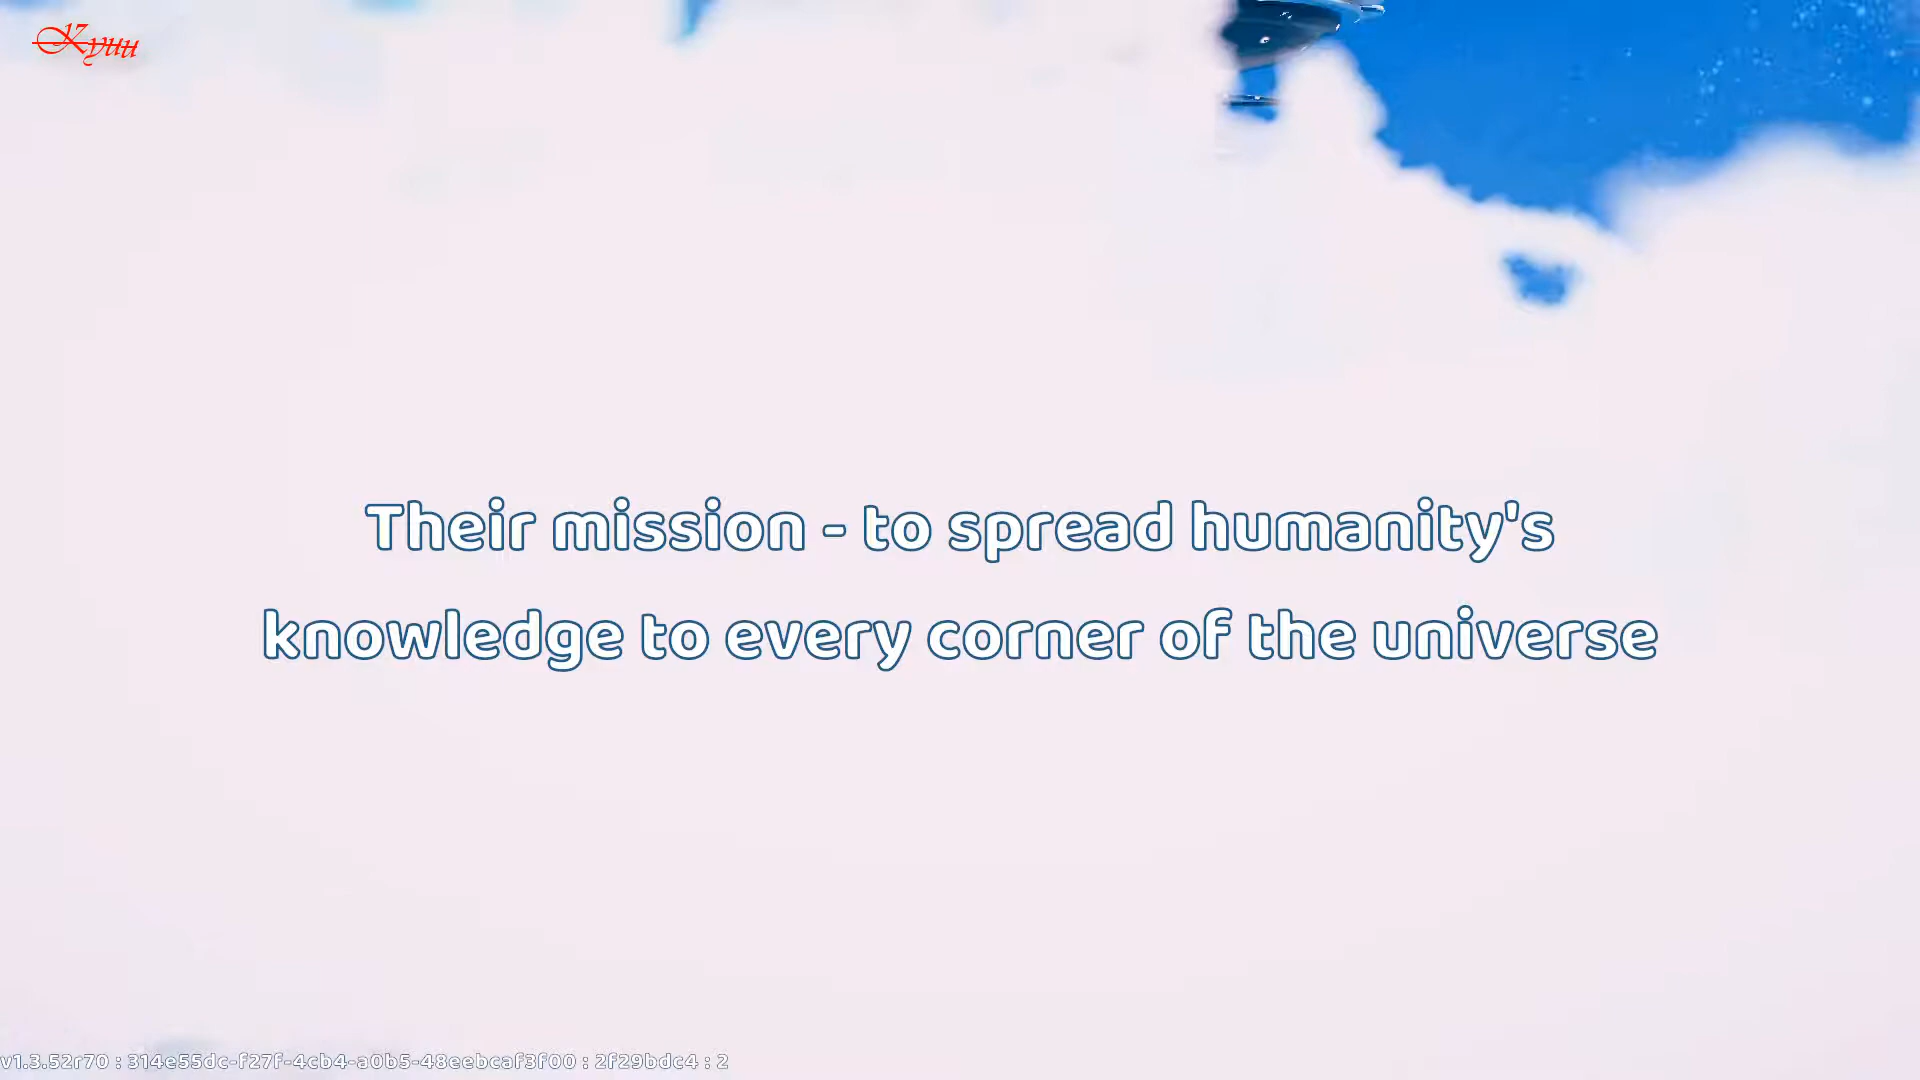 Kyuu
Their mission - to spread humanity's
knowledge to every corner of the universe
v1.3.52r70 : 314e55dc-f27f-4cb4-a0b5-48eebcaf3f00 : 2f29bdc4 : 2